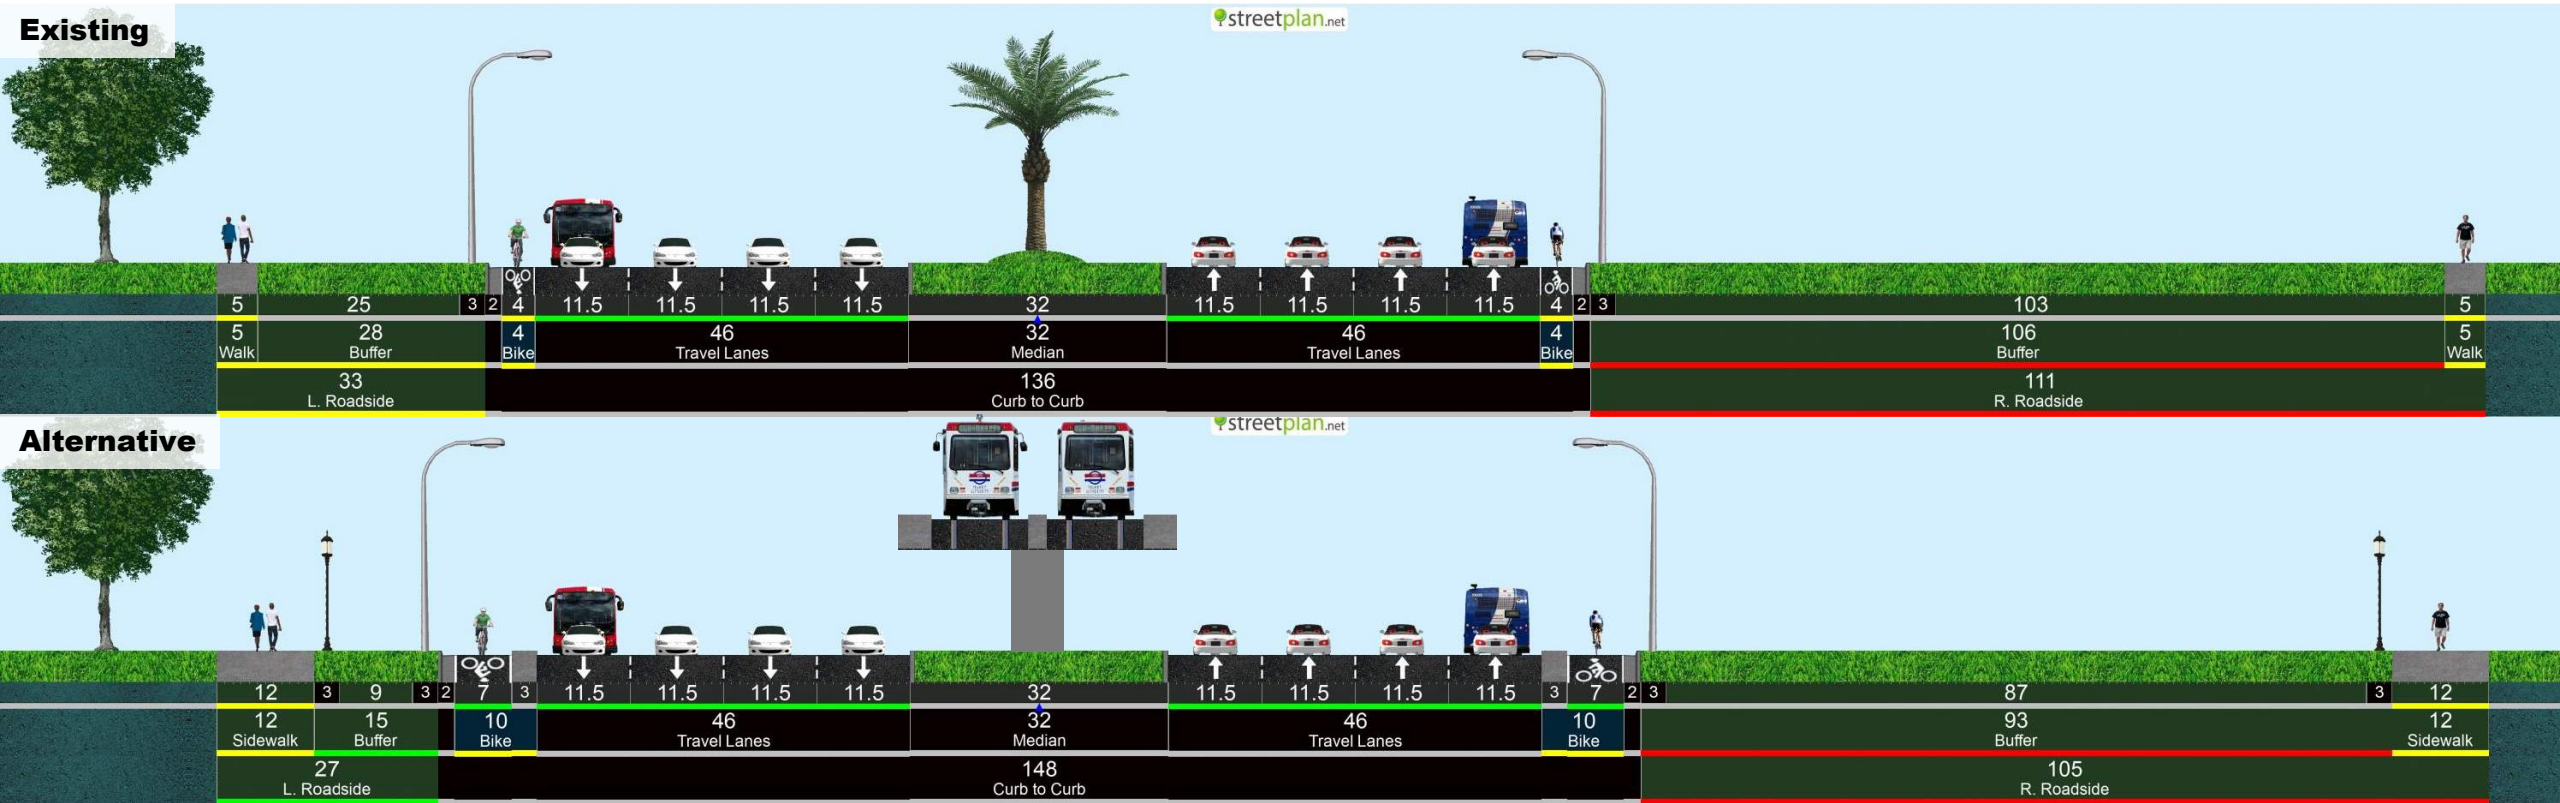 Existing
streetplan.net
5 25 3 2 4 11.5 11.5 11.5 11.5 32 11.5 11.5 11.5 11.5 4 2 3 103 5
5 28 4 46 32 46 4 106 5
Walk Buffer Bike Travel Lanes Median Travel Lanes Bike Buffer Walk
33 136 111
L. Roadside Curb to Curb R. Roadside
Alternative
streetplan.net
12 3 9 3 2 7 3 11.5 11.5 11.5 11.5 32 11.5 11.5 11.5 11.5 3 7 2 3 87 3 12
12 15 10 46 32 46 10 93 12
Sidewalk Buffer Bike Travel Lanes Median Travel Lanes Bike Buffer Sidewalk
27 148 105
L. Roadside Curb to Curb R. Roadside